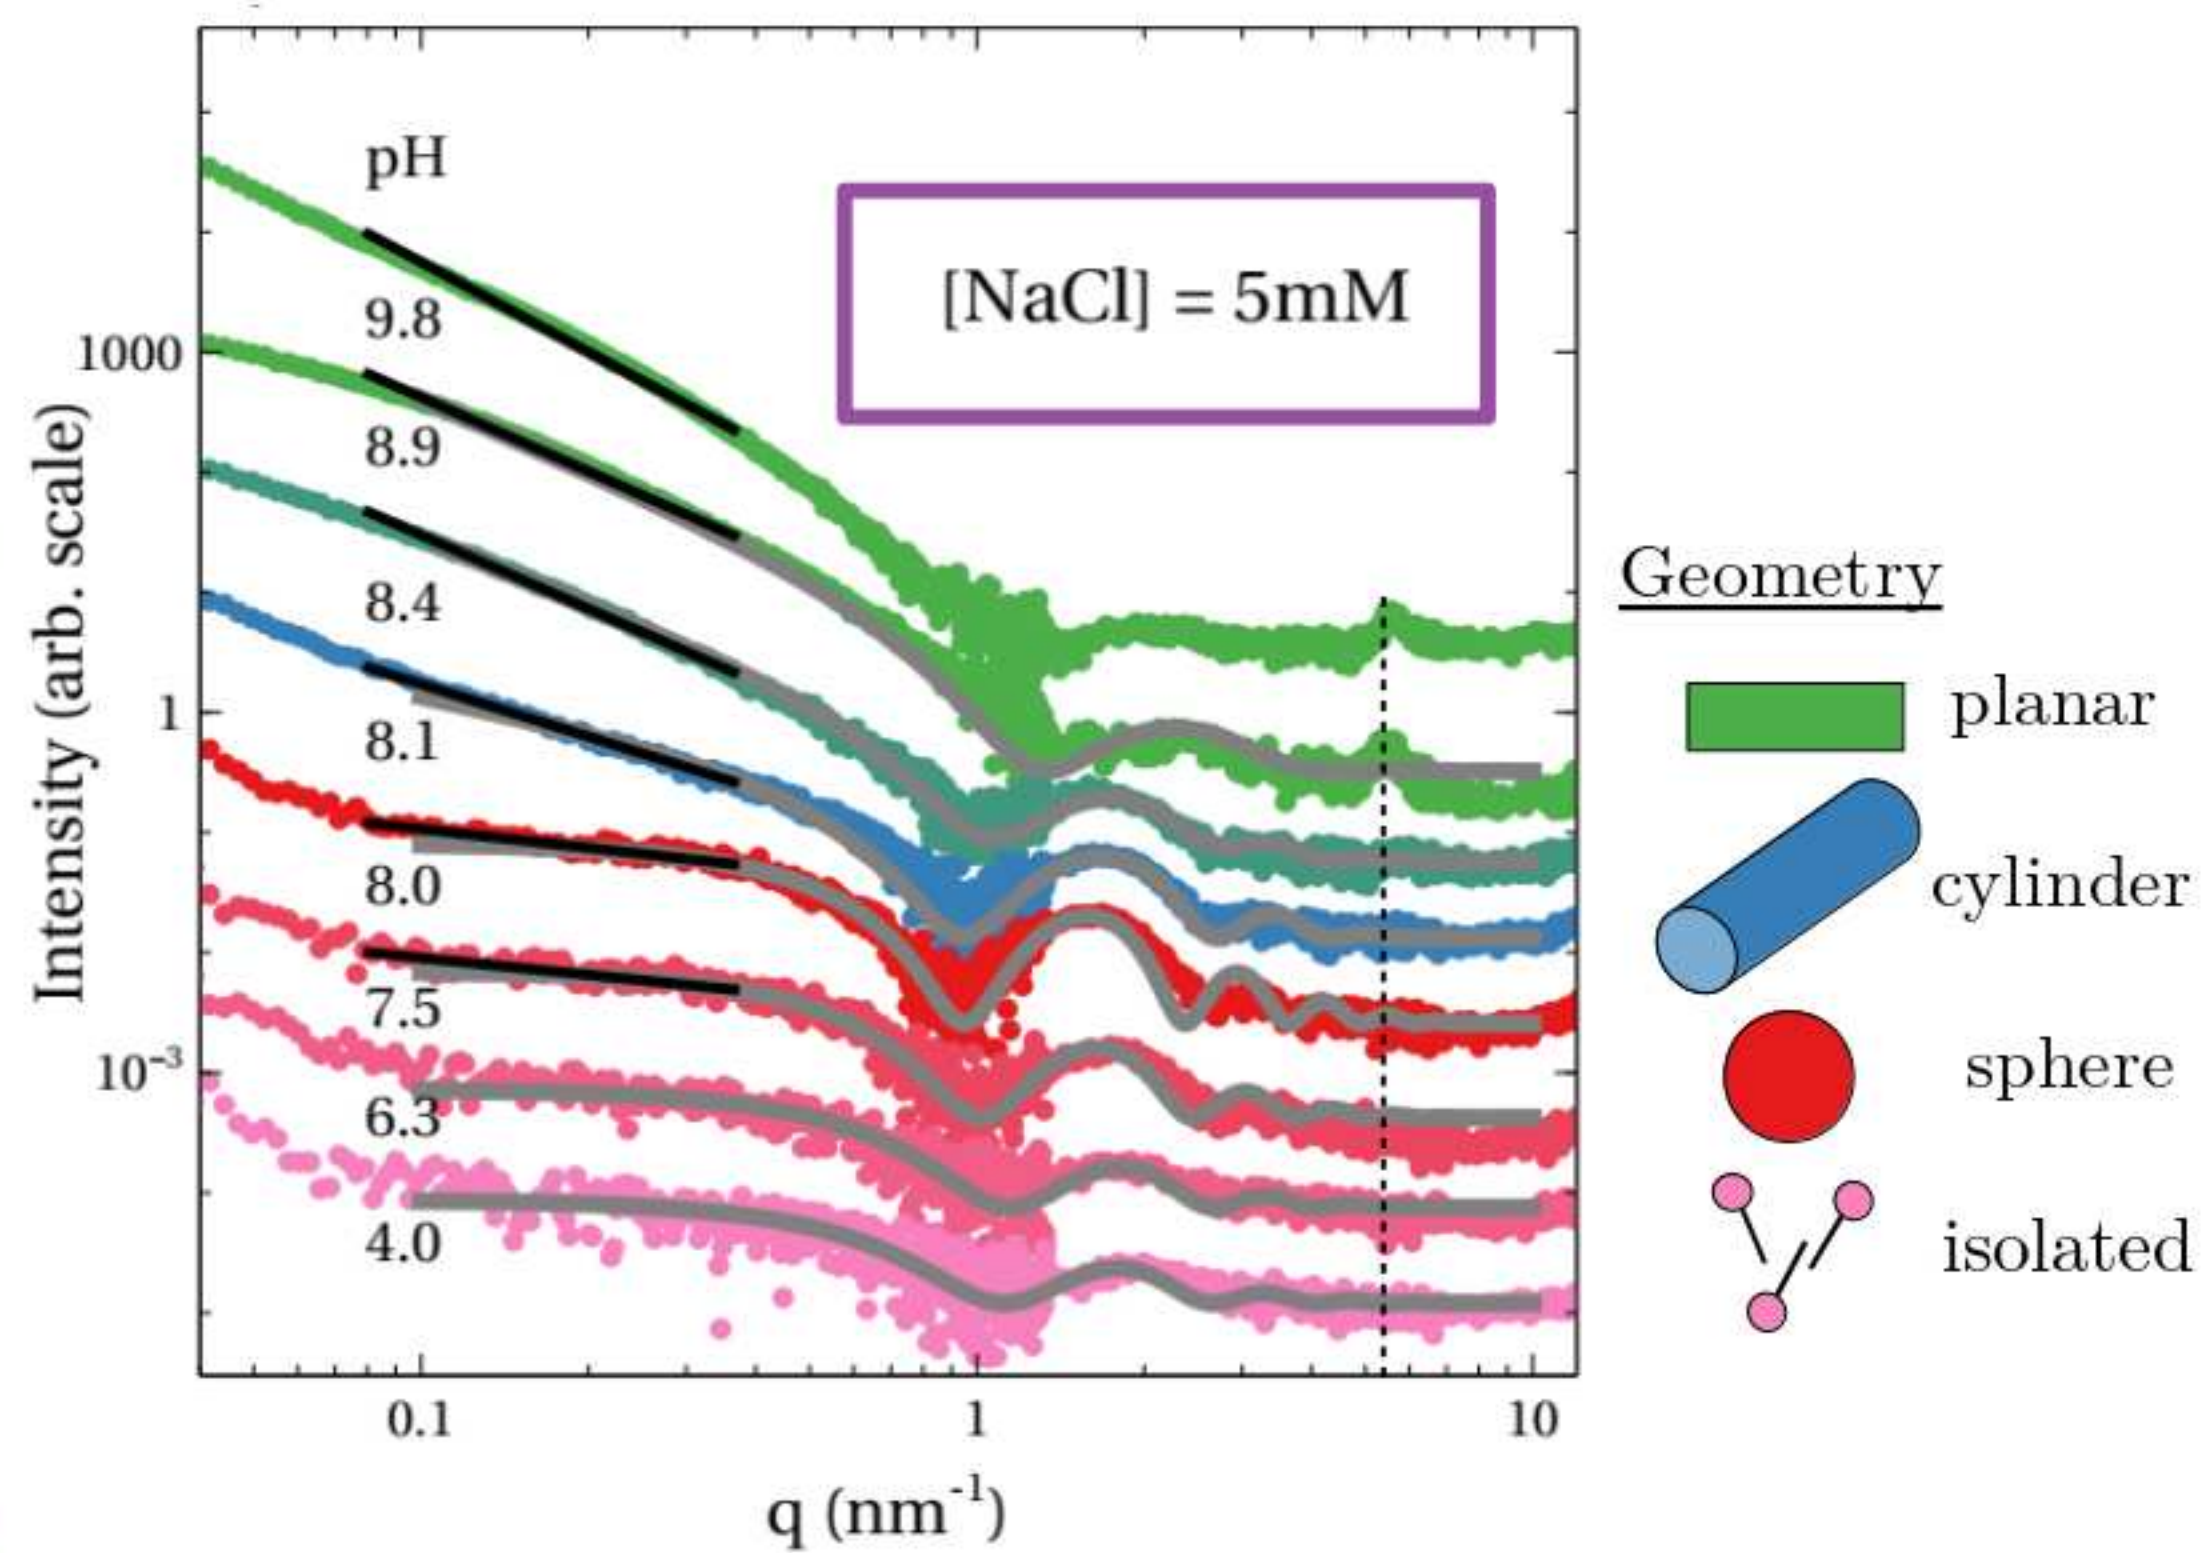 pH
9.8
8.9
8.4
8.1
8.0
7.5
6.3
4.0
[NaCl] = 5mM
1000
1
10⁻³
Intensity (arb. scale)
0.1
1
10
q (nm⁻¹)
Geometry
planar
cylinder
sphere
isolated